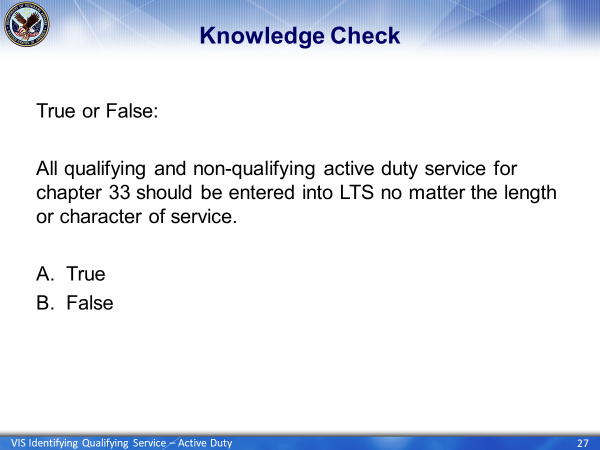 Knowledge Check
True or False:
All qualifying and non-qualifying active duty service for
chapter 33 should be entered into LTS no matter the length
or character of service.
A. True
B. False
VIS Identifying Qualifying Service – Active Duty
27